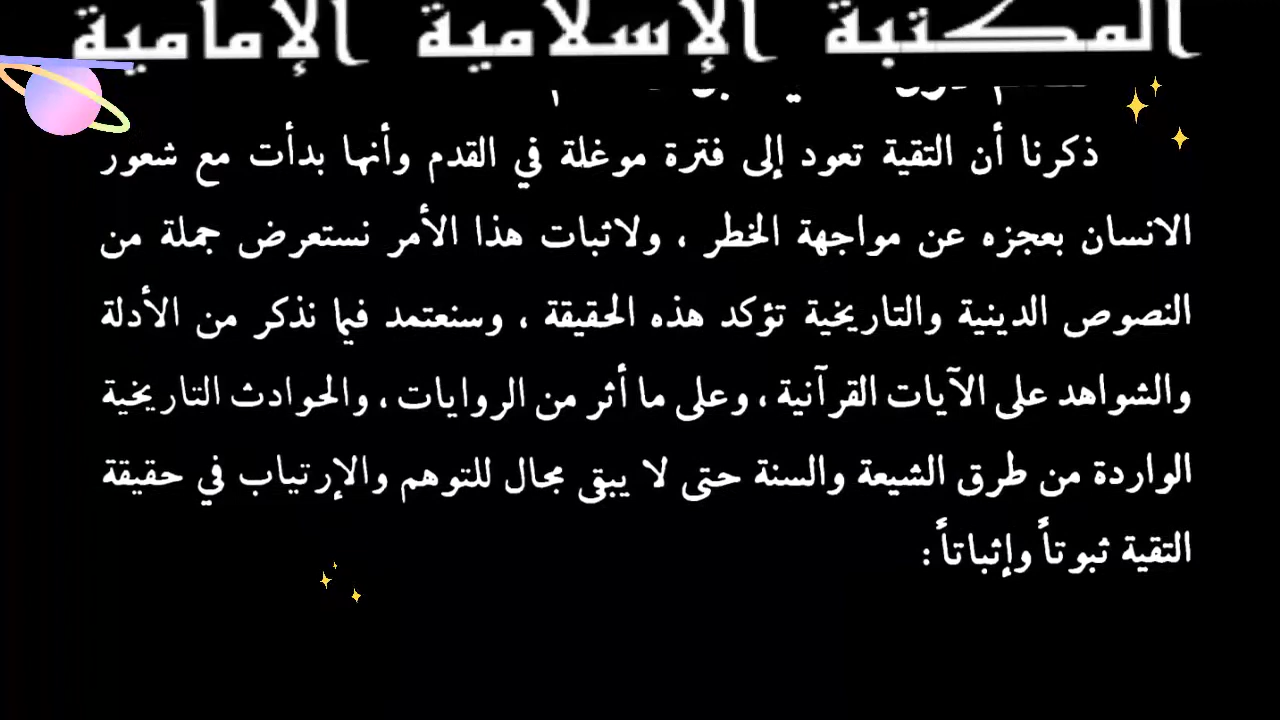 المكتبة الإسلامية الإمامية
ذكرنا أن التقية تعود إلى فترة موغلة في القدم وأنها بدأت مع شعور
الانسان بعجزه عن مواجهة الخطر ، ولاثبات هذا الأمر نستعرض جملة من
النصوص الدينية والتاريخية تؤكد هذه الحقيقة ، وسنعتمد فيما نذكر من الأدلة
والشواهد على الآيات القرآنية ، وعلى ما أثر من الروايات ، والحوادث التاريخية
الواردة من طرق الشيعة والسنة حتى لا يبقى مجال للتوهم والإرتياب في حقيقة
التقية ثبوتاً وإثباتاً :